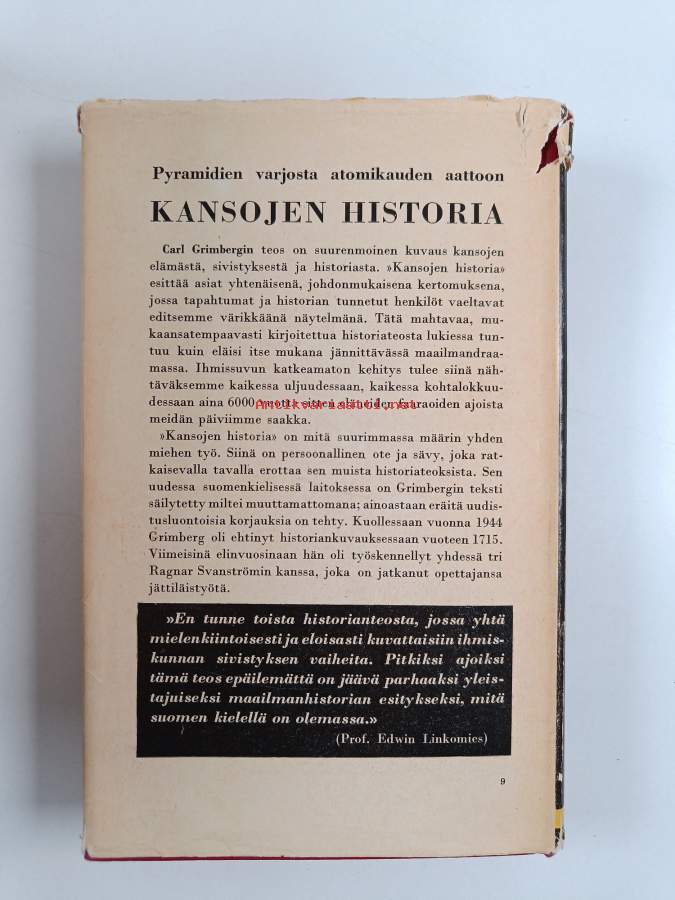 Pyramidien varjosta atomikauden aattoon
KANSOJEN HISTORIA
Carl Grimbergin teos on suurenmoinen kuvaus kansojen
elämästä, sivistyksestä ja historiasta. »Kansojen historia»
esittää asiat yhtenäisenä, johdonmukaisena kertomuksena,
jossa tapahtumat ja historian tunnetut henkilöt vaeltavat
editsemme värikkäänä näytelmänä. Tätä mahtavaa, mu-
kaansatempaavasti kirjoitettua historiateosta lukiessa tun-
tuu kuin eläisi itse mukana jännittävässä maailmandraa-
massa. Ihmissuvun katkeamaton kehitys tulee siinä näh-
täväksemme kaikessa uljuudessaan, kaikessa kohtalokkuu-
dessaan aina 6000 vuotta sitten eläneiden faaraoiden ajoista
Antikvariaatti.net
meidän päiviimme saakka.
»Kansojen historia» on mitä suurimmassa määrin yhden
miehen työ. Siinä on persoonallinen ote ja sävy, joka rat-
kaisevalla tavalla erottaa sen muista historiateoksista. Sen
uudessa suomenkielisessä laitoksessa on Grimbergin teksti
säilytetty miltei muuttamattomana; ainoastaan eräitä uudis-
tusluontoisia korjauksia on tehty. Kuollessaan vuonna 1944
Grimberg oli ehtinyt historiankuvauksessaan vuoteen 1715.
Viimeisinä elinvuosinaan hän oli työskennellyt yhdessä tri
Ragnar Svanströmin kanssa, joka on jatkanut opettajansa
jättiläistyötä.
»En tunne toista historianteosta, jossa yhtä
mielenkiintoisesti ja eloisasti kuvattaisiin ihmis-
kunnan sivistyksen vaiheita. Pitkiksi ajoiksi
tämä teos epäilemättä on jäävä parhaaksi yleis-
tajuiseksi maailmanhistorian esitykseksi, mitä
suomen kielellä on olemassa.»
(Prof. Edwin Linkomies)
9